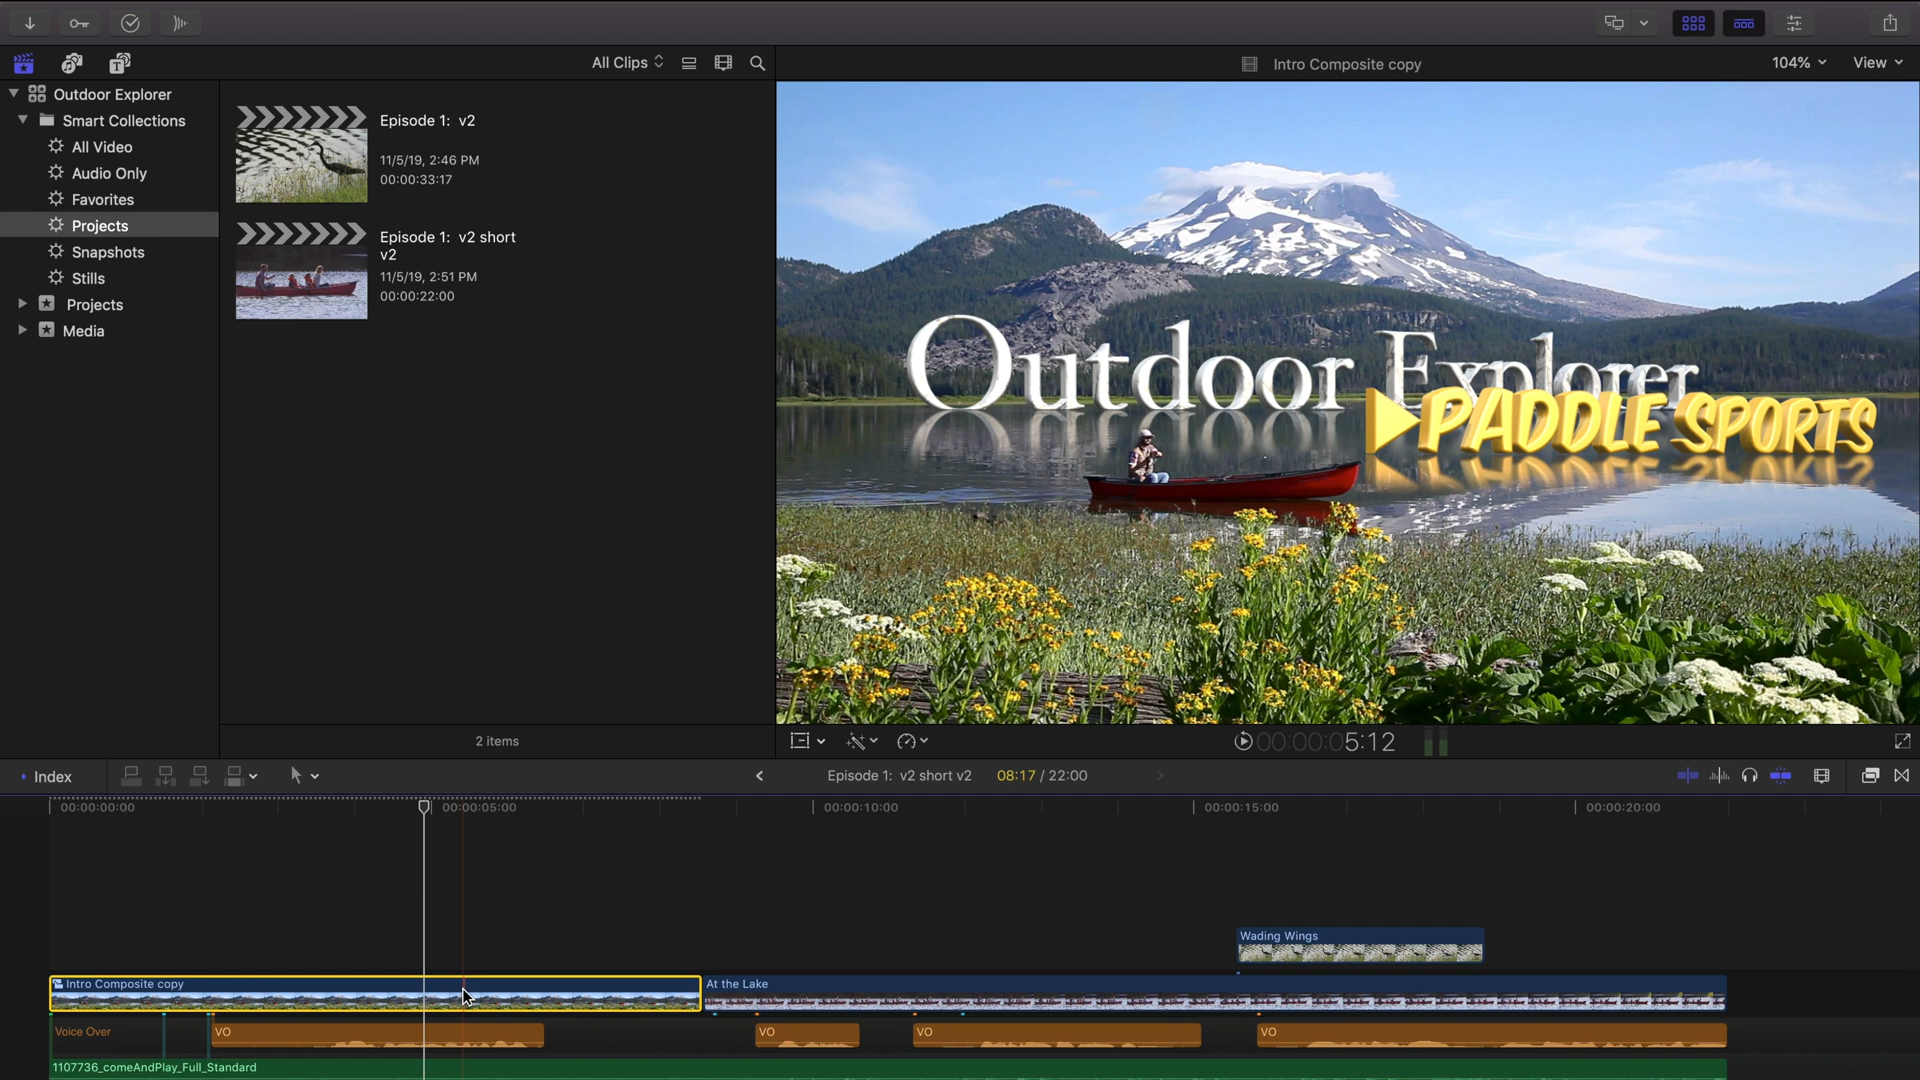 All Clips
Intro Composite copy
104%
View
Outdoor Explorer
Smart Collections
All Video
Audio Only
Favorites
Projects
Snapshots
Stills
Projects
Media
Episode 1: v2
11/5/19, 2:46 PM
00:00:33:17
Episode 1: v2 short
v2
11/5/19, 2:51 PM
00:00:22:00
Outdoor Explorer
PADDLE SPORTS
2 items
00:00:05:12
Index
Episode 1: v2 short v2
08:17 / 22:00
00:00:00:00
00:00:05:00
00:00:10:00
00:00:15:00
00:00:20:00
Wading Wings
Intro Composite copy
At the Lake
Voice Over
VO
VO
VO
VO
1107736_comeAndPlay_Full_Standard